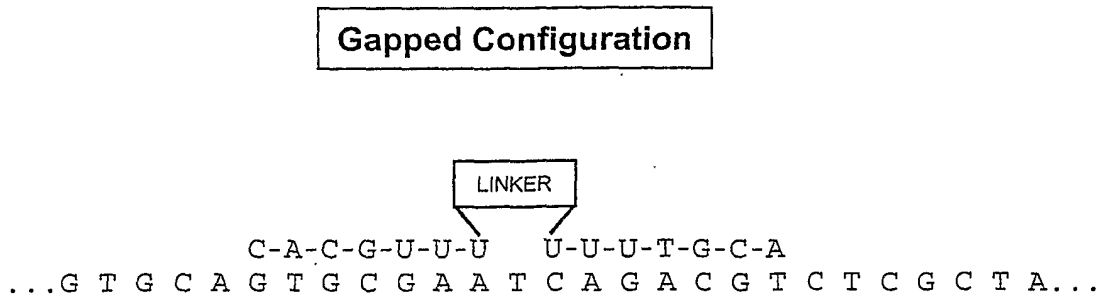 Gapped Configuration
LINKER
C-A-C-G-U-U-U U-U-U-T-G-C-A
...G T G C A G T G C G A A T C A G A C G T C T C G C T A...